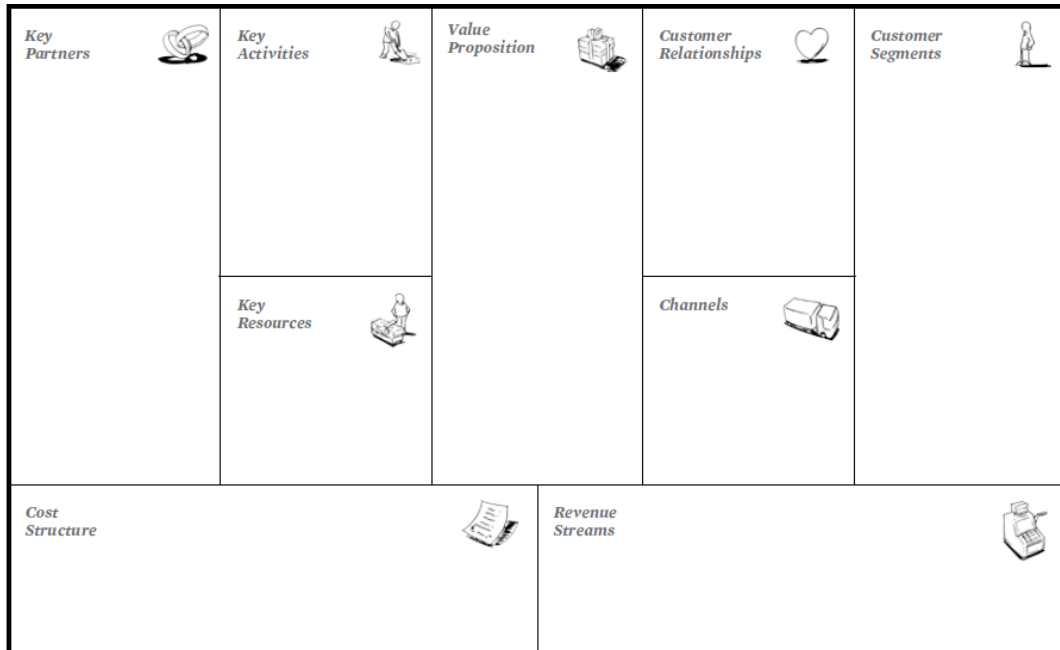 Key
Partners
Key
Activities
Value
Proposition
Customer
Relationships
Customer
Segments
Key
Resources
Channels
Cost
Structure
Revenue
Streams